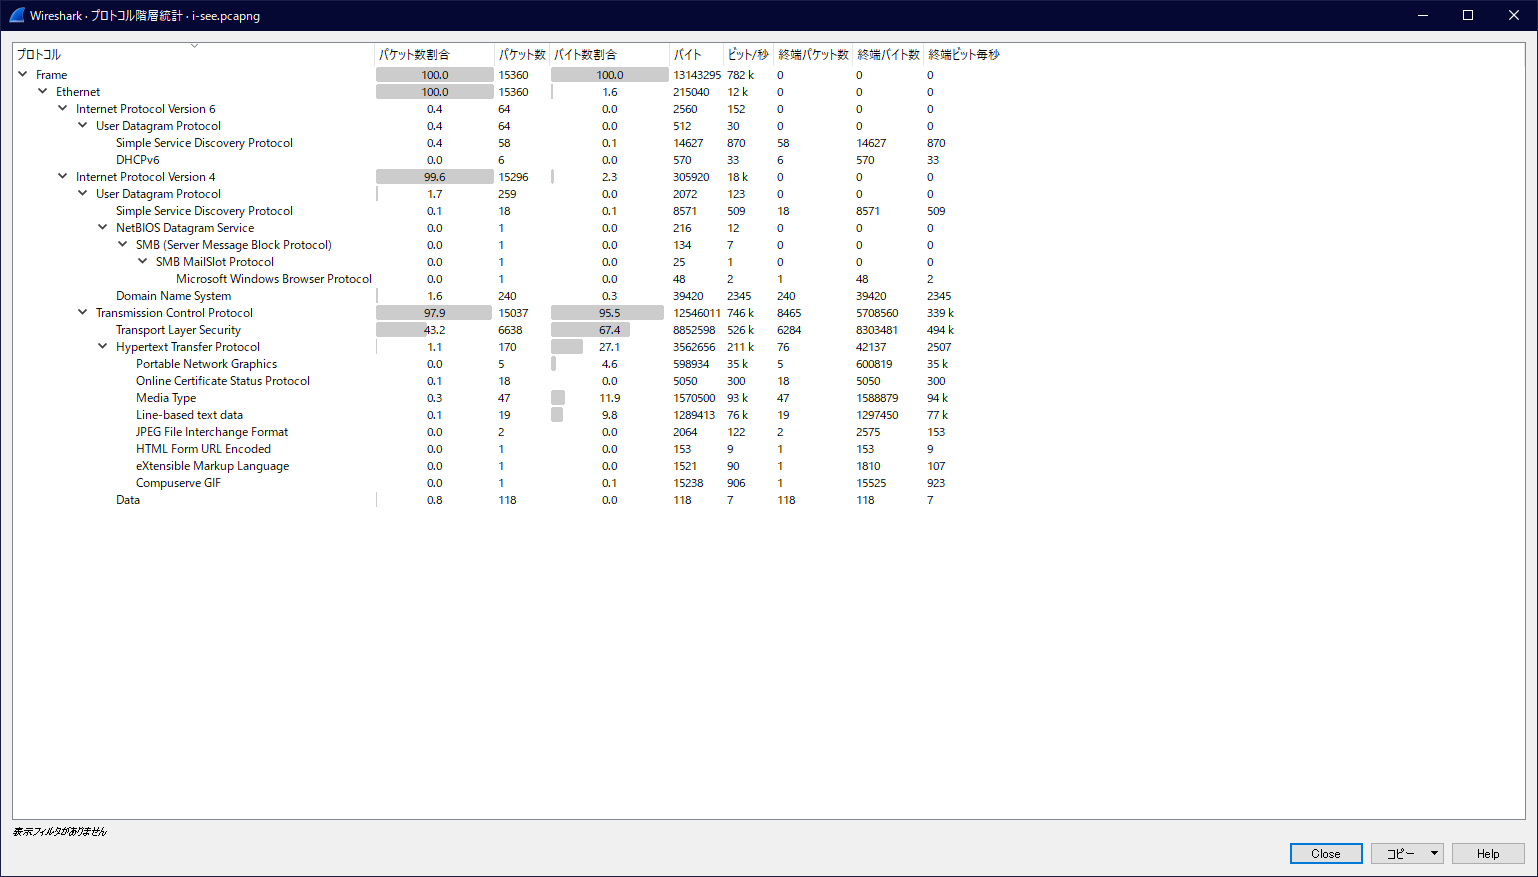 Wireshark · プロトコル階層統計 · i-see.pcapng
プロトコル パケット数割合 パケット数 バイト数割合 バイト ビット/秒 終端パケット数 終端バイト数 終端ビット毎秒
Frame 100.0 15360 100.0 13143295 782 k 0 0 0
Ethernet 100.0 15360 1.6 215040 12 k 0 0 0
Internet Protocol Version 6 0.4 64 0.0 2560 152 0 0 0
User Datagram Protocol 0.4 64 0.0 512 30 0 0 0
Simple Service Discovery Protocol 0.4 58 0.1 14627 870 58 14627 870
DHCPv6 0.0 6 0.0 570 33 6 570 33
Internet Protocol Version 4 99.6 15296 2.3 305920 18 k 0 0 0
User Datagram Protocol 1.7 259 0.0 2072 123 0 0 0
Simple Service Discovery Protocol 0.1 18 0.1 8571 509 18 8571 509
NetBIOS Datagram Service 0.0 1 0.0 216 12 0 0 0
SMB (Server Message Block Protocol) 0.0 1 0.0 134 7 0 0 0
SMB MailSlot Protocol 0.0 1 0.0 25 1 0 0 0
Microsoft Windows Browser Protocol 0.0 1 0.0 48 2 1 48 2
Domain Name System 1.6 240 0.3 39420 2345 240 39420 2345
Transmission Control Protocol 97.9 15037 95.5 12546011 746 k 8465 5708560 339 k
Transport Layer Security 43.2 6638 67.4 8852598 526 k 6284 8303481 494 k
Hypertext Transfer Protocol 1.1 170 27.1 3562656 211 k 76 42137 2507
Portable Network Graphics 0.0 5 4.6 598934 35 k 5 600819 35 k
Online Certificate Status Protocol 0.1 18 0.0 5050 300 18 5050 300
Media Type 0.3 47 11.9 1570500 93 k 47 1588879 94 k
Line-based text data 0.1 19 9.8 1289413 76 k 19 1297450 77 k
JPEG File Interchange Format 0.0 2 0.0 2064 122 2 2575 153
HTML Form URL Encoded 0.0 1 0.0 153 9 1 153 9
eXtensible Markup Language 0.0 1 0.0 1521 90 1 1810 107
Compuserve GIF 0.0 1 0.1 15238 906 1 15525 923
Data 0.8 118 0.0 118 7 118 118 7
表示フィルタがありません
Close コピー Help